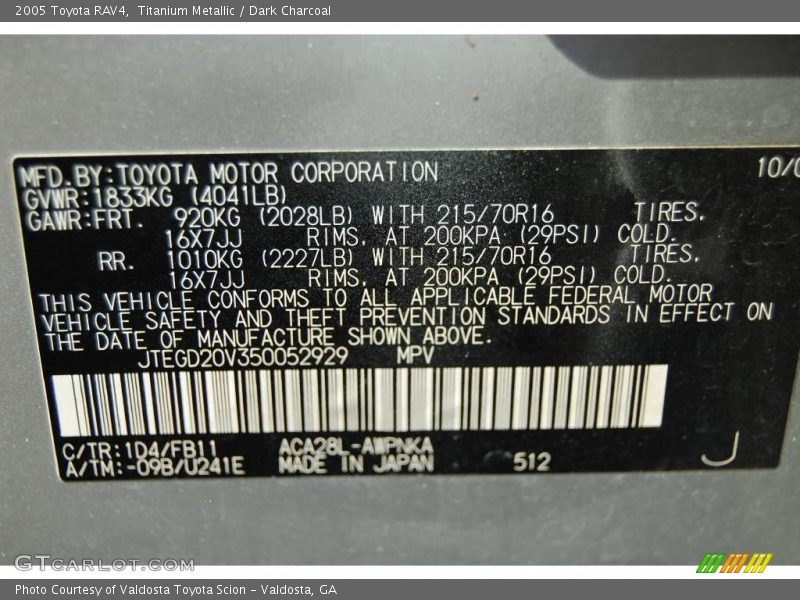 2005 Toyota RAV4, Titanium Metallic / Dark Charcoal
MFD.BY:TOYOTA MOTOR CORPORATION 10/0
GVWR:1833KG (4041LB)
GAWR:FRT. 920KG (2028LB) WITH 215/70R16 TIRES.
16X7JJ RIMS. AT 200KPA (29PSI) COLD.
RR. 1010KG (2227LB) WITH 215/70R16 TIRES.
16X7JJ RIMS. AT 200KPA (29PSI) COLD.
THIS VEHICLE CONFORMS TO ALL APPLICABLE FEDERAL MOTOR
VEHICLE SAFETY AND THEFT PREVENTION STANDARDS IN EFFECT ON
THE DATE OF MANUFACTURE SHOWN ABOVE.
JTEGD20V350052929 MPV
C/TR:1D4/FB11 ACA28L-AWPNKA
A/TM:-09B/U241E MADE IN JAPAN 512 J
GTCarLot.com
Photo Courtesy of Valdosta Toyota Scion - Valdosta, GA